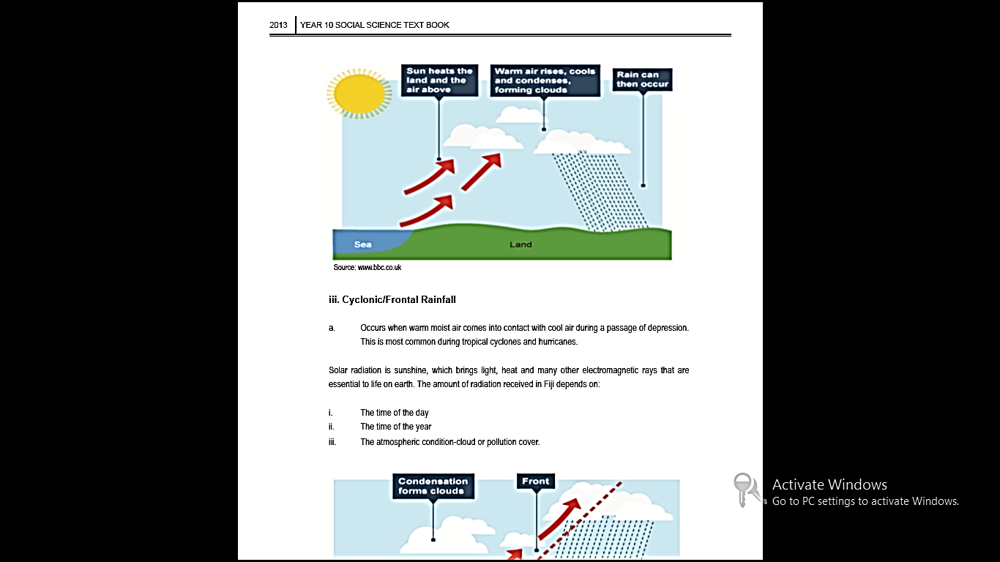 2013 YEAR 10 SOCIAL SCIENCE TEXT BOOK
Sun heats the
land and the
air above
Warm air rises, cools
and condenses,
forming clouds
Rain can
then occur
Sea
Land
Source: www.bbc.co.uk
iii. Cyclonic/Frontal Rainfall
a. Occurs when warm moist air comes into contact with cool air during a passage of depression.
This is most common during tropical cyclones and hurricanes.
Solar radiation is sunshine, which brings light, heat and many other electromagnetic rays that are
essential to life on earth. The amount of radiation received in Fiji depends on:
i. The time of the day
ii. The time of the year
iii. The atmospheric condition-cloud or pollution cover.
Condensation
forms clouds
Front
Activate Windows
Go to PC settings to activate Windows.